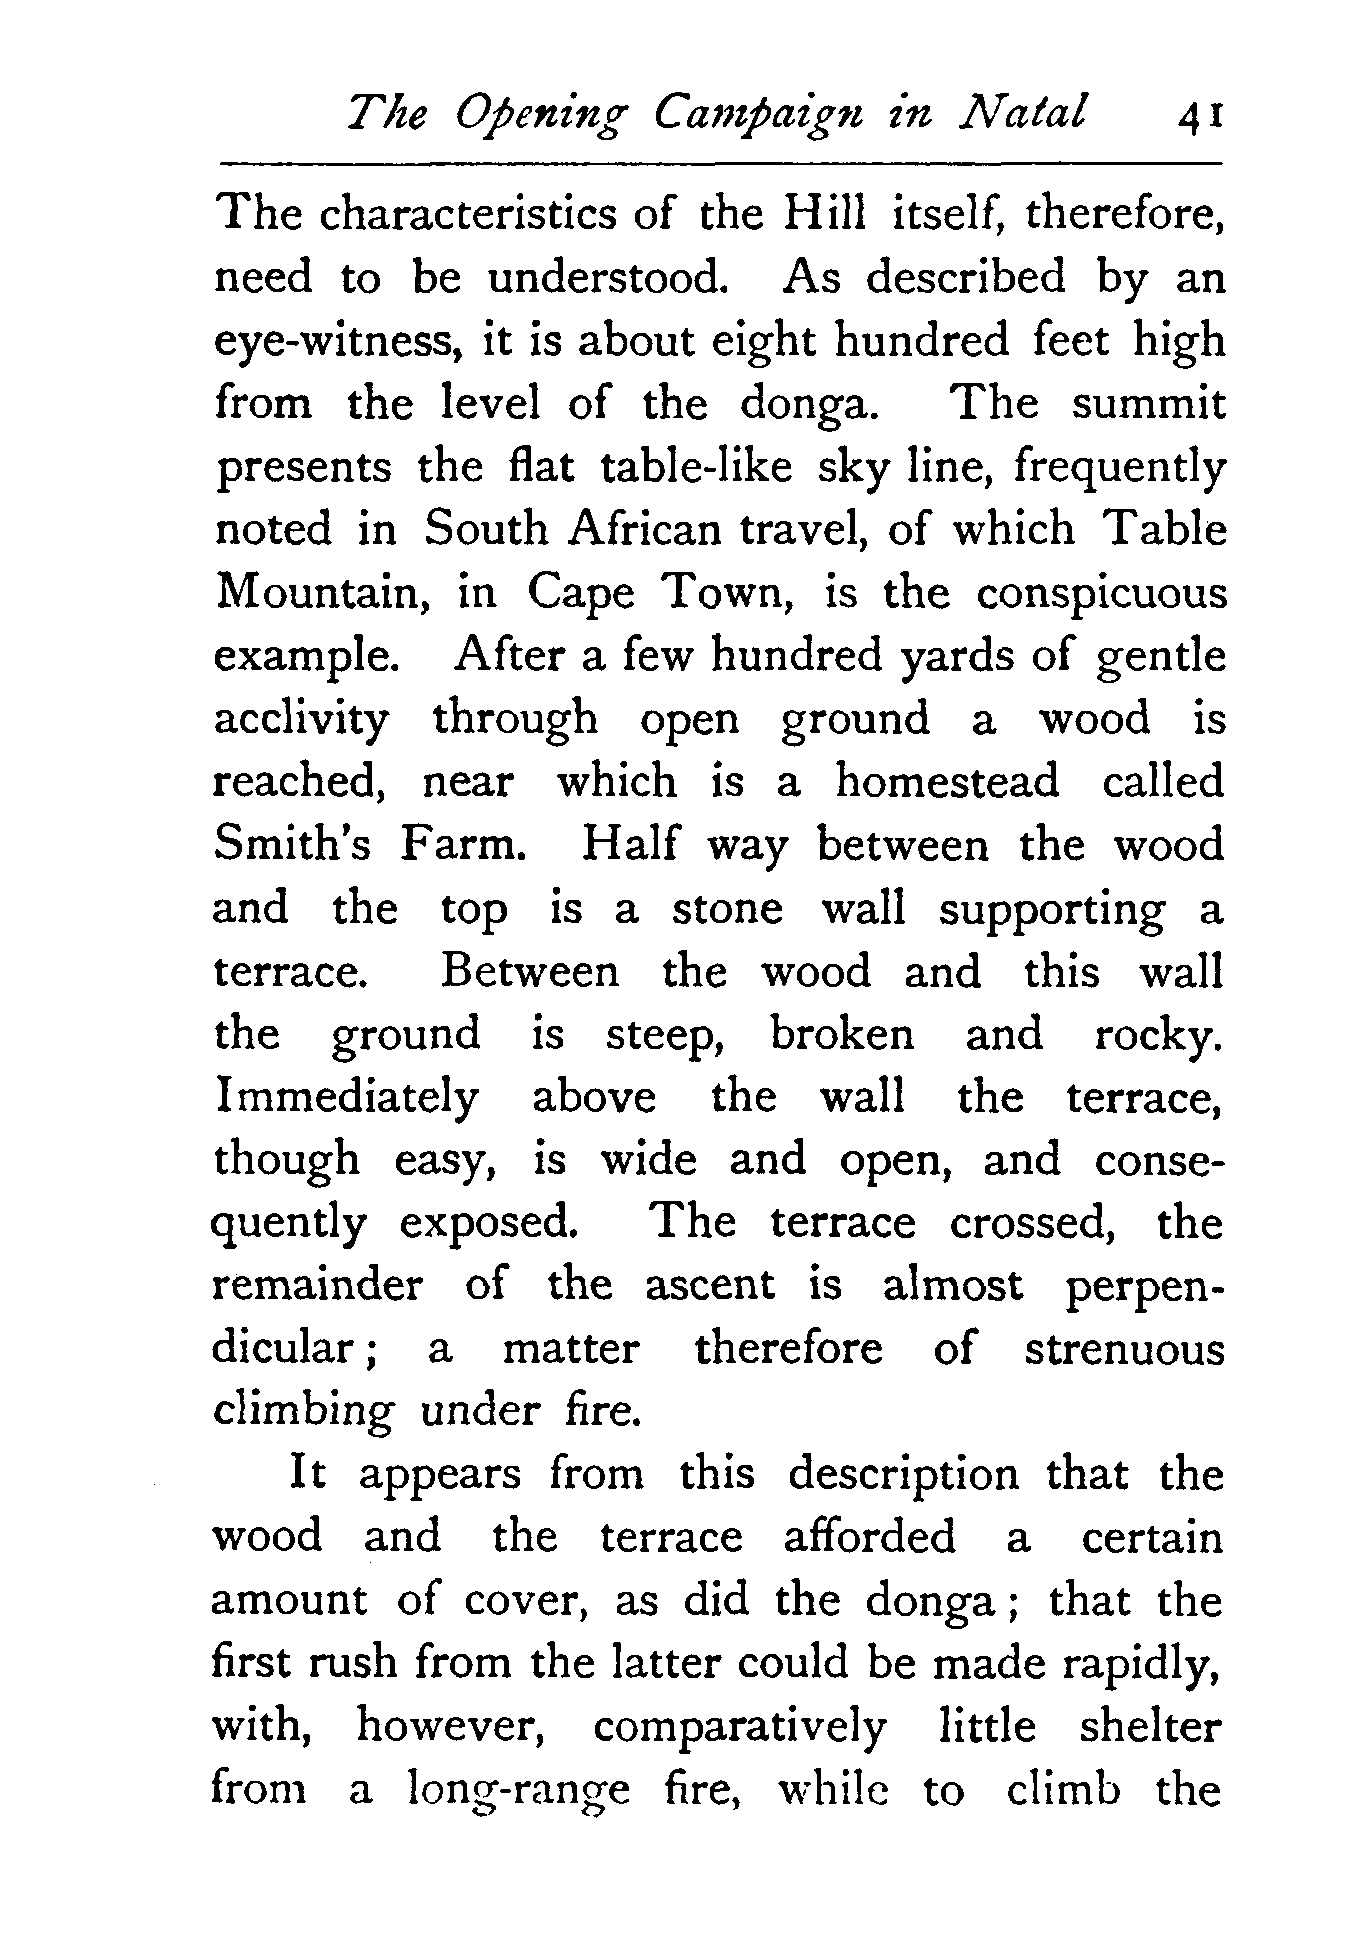 The Opening Campaign in Natal 41
The characteristics of the Hill itself, therefore,
need to be understood. As described by an
eye-witness, it is about eight hundred feet high
from the level of the donga. The summit
presents the flat table-like sky line, frequently
noted in South African travel, of which Table
Mountain, in Cape Town, is the conspicuous
example. After a few hundred yards of gentle
acclivity through open ground a wood is
reached, near which is a homestead called
Smith's Farm. Half way between the wood
and the top is a stone wall supporting a
terrace. Between the wood and this wall
the ground is steep, broken and rocky.
Immediately above the wall the terrace,
though easy, is wide and open, and conse-
quently exposed. The terrace crossed, the
remainder of the ascent is almost perpen-
dicular; a matter therefore of strenuous
climbing under fire.
It appears from this description that the
wood and the terrace afforded a certain
amount of cover, as did the donga; that the
first rush from the latter could be made rapidly,
with, however, comparatively little shelter
from a long-range fire, while to climb the